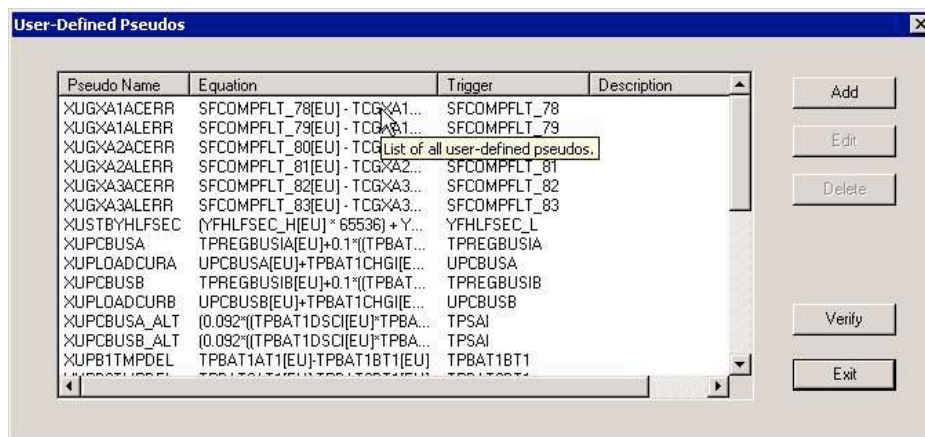 User-Defined Pseudos
Pseudo Name Equation Trigger Description
XUGXA1ACERR SFCOMPFLT_78[EU] - TCGXA1... SFCOMPFLT_78
XUGXA1ALERR SFCOMPFLT_79[EU] - TCGXA1... SFCOMPFLT_79
XUGXA2ACERR SFCOMPFLT_80[EU] - TCG SFCOMPFLT_80
List of all user-defined pseudos.
XUGXA2ALERR SFCOMPFLT_81[EU] - TCGXA2... SFCOMPFLT_81
XUGXA3ACERR SFCOMPFLT_82[EU] - TCGXA3... SFCOMPFLT_82
XUGXA3ALERR SFCOMPFLT_83[EU] - TCGXA3... SFCOMPFLT_83
XUSTBYHLFSEC (YFHLFSEC_H[EU] * 65536) + Y... YFHLFSEC_L
XUPCBUSA TPREGBUSIA[EU]+0.1*((TPBAT... TPREGBUSIA
XUPLOADCURA UPCBUSA[EU]+TPBAT1CHGI[E... UPCBUSA
XUPCBUSB TPREGBUSIB[EU]+0.1*((TPBAT... TPREGBUSIB
XUPLOADCURB UPCBUSB[EU]+TPBAT1CHGI[E... UPCBUSB
XUPCBUSA_ALT (0.092*((TPBAT1DSCI[EU]*TPBA... TPSAI
XUPCBUSB_ALT (0.092*((TPBAT1DSCI[EU]*TPBA... TPSAI
XUPB1TMPDEL TPBAT1AT1[EU]-TPBAT1BT1[EU] TPBAT1BT1
Add
Edit
Delete
Verify
Exit